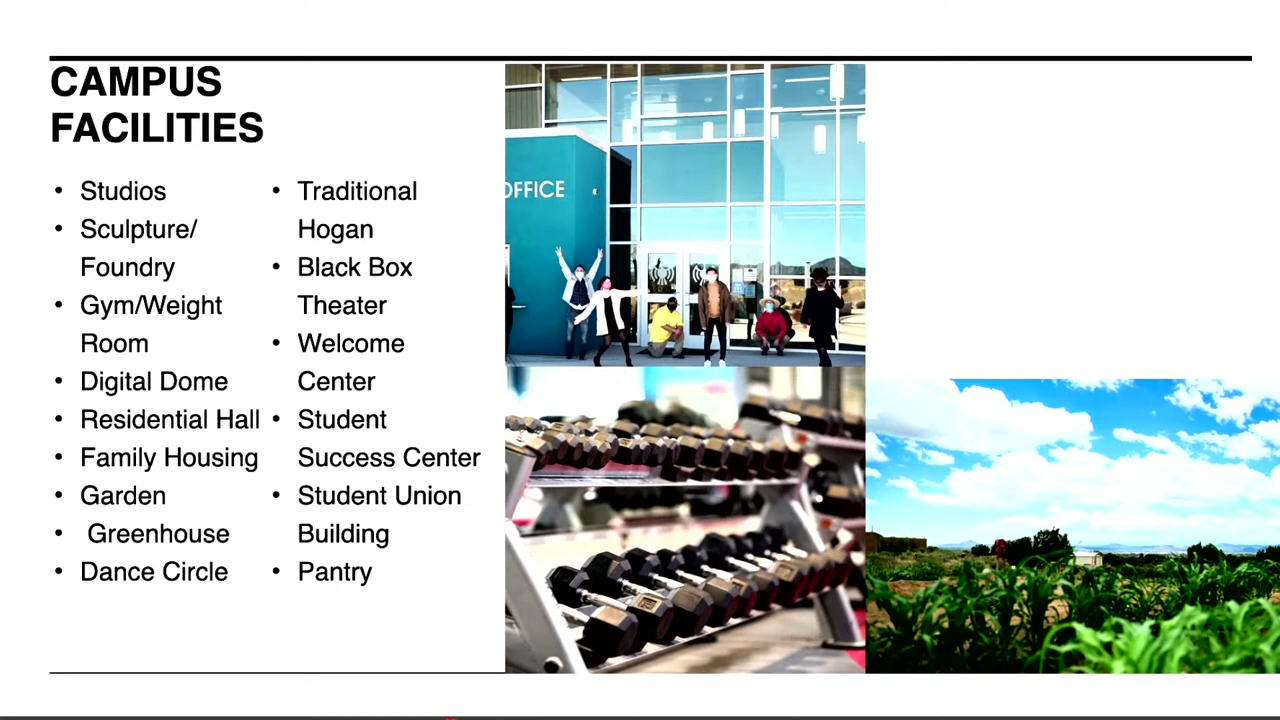 CAMPUS
FACILITIES
• Studios
• Sculpture/
Foundry
• Gym/Weight
Room
• Digital Dome
• Residential Hall
• Family Housing
• Garden
• Greenhouse
• Dance Circle
• Traditional
Hogan
• Black Box
Theater
• Welcome
Center
• Student
Success Center
• Student Union
Building
• Pantry
OFFICE